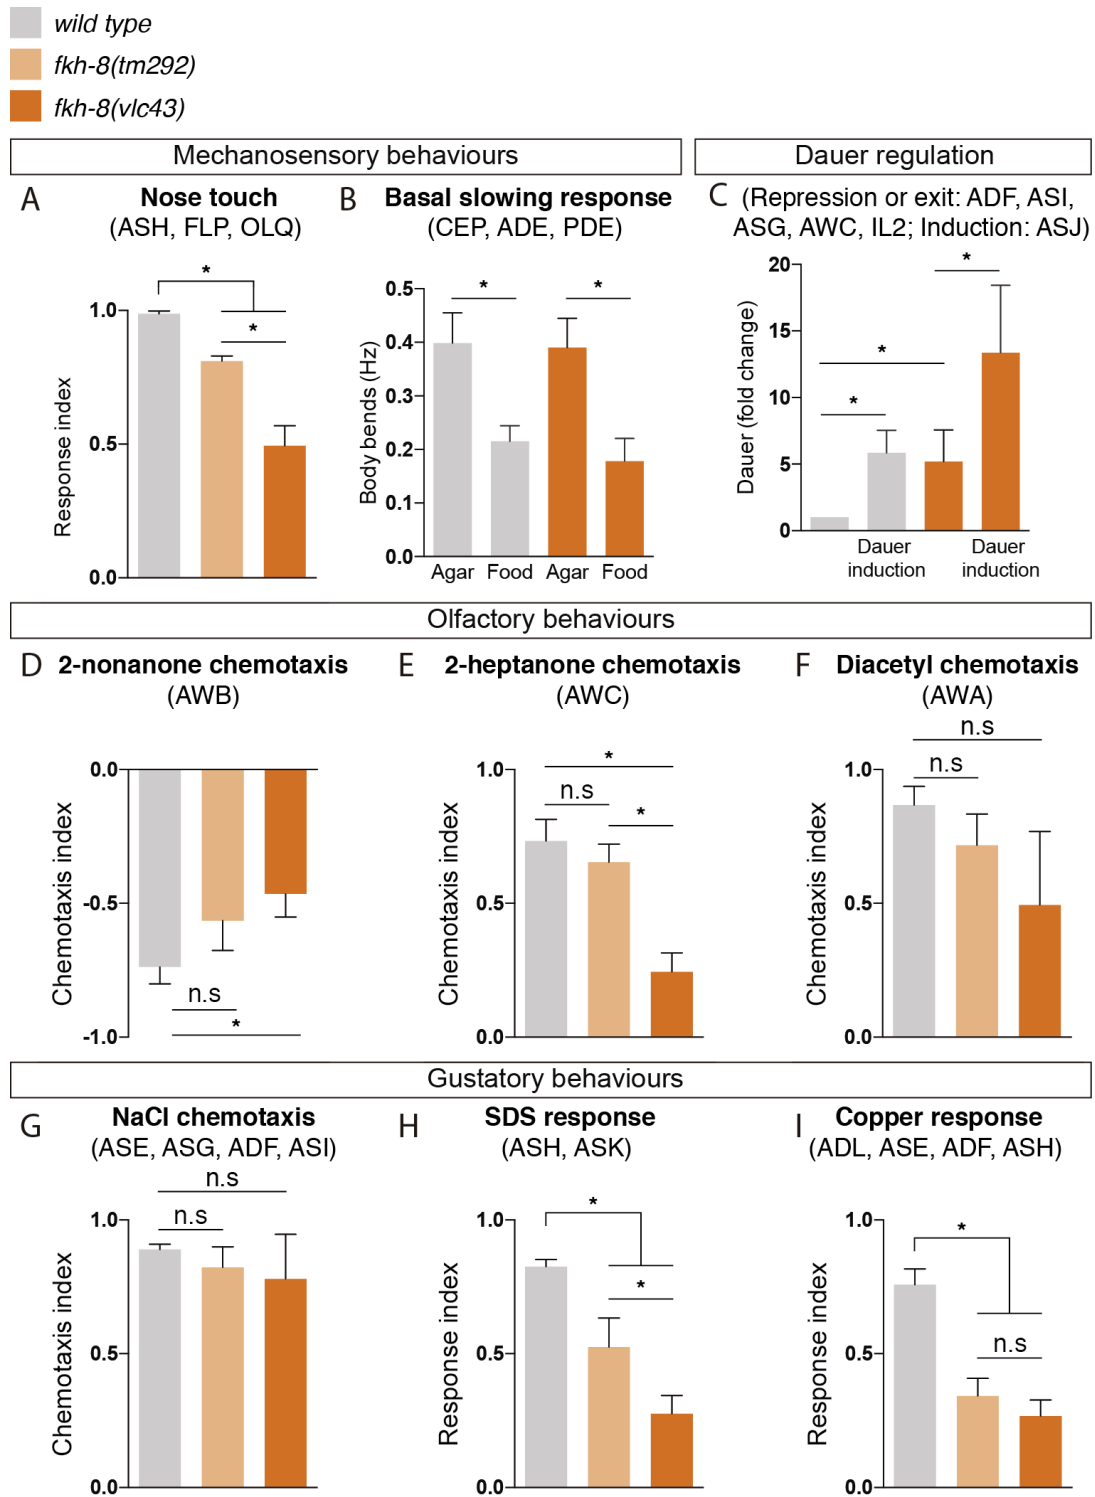 wild type
fkh-8(tm292)
fkh-8(vlc43)
Mechanosensory behaviours
Dauer regulation
A
Nose touch
(ASH, FLP, OLQ)
*
*
1.0
0.5
0.0
Response index
B
Basal slowing response
(CEP, ADE, PDE)
*
*
0.5
0.4
0.3
0.2
0.1
0.0
Body bends (Hz)
Agar Food Agar Food
C
(Repression or exit: ADF, ASI,
ASG, AWC, IL2; Induction: ASJ)
*
*
*
20
15
10
5
0
Dauer (fold change)
Dauer
induction
Dauer
induction
Olfactory behaviours
D
2-nonanone chemotaxis
(AWB)
0.0
-0.5
-1.0
Chemotaxis index
n.s
*
E
2-heptanone chemotaxis
(AWC)
*
n.s
*
1.0
0.5
0.0
Chemotaxis index
F
Diacetyl chemotaxis
(AWA)
n.s
n.s
1.0
0.5
0.0
Chemotaxis index
Gustatory behaviours
G
NaCl chemotaxis
(ASE, ASG, ADF, ASI)
n.s
n.s
1.0
0.5
0.0
Chemotaxis index
H
SDS response
(ASH, ASK)
*
*
1.0
0.5
0.0
Response index
I
Copper response
(ADL, ASE, ADF, ASH)
*
n.s
1.0
0.5
0.0
Response index